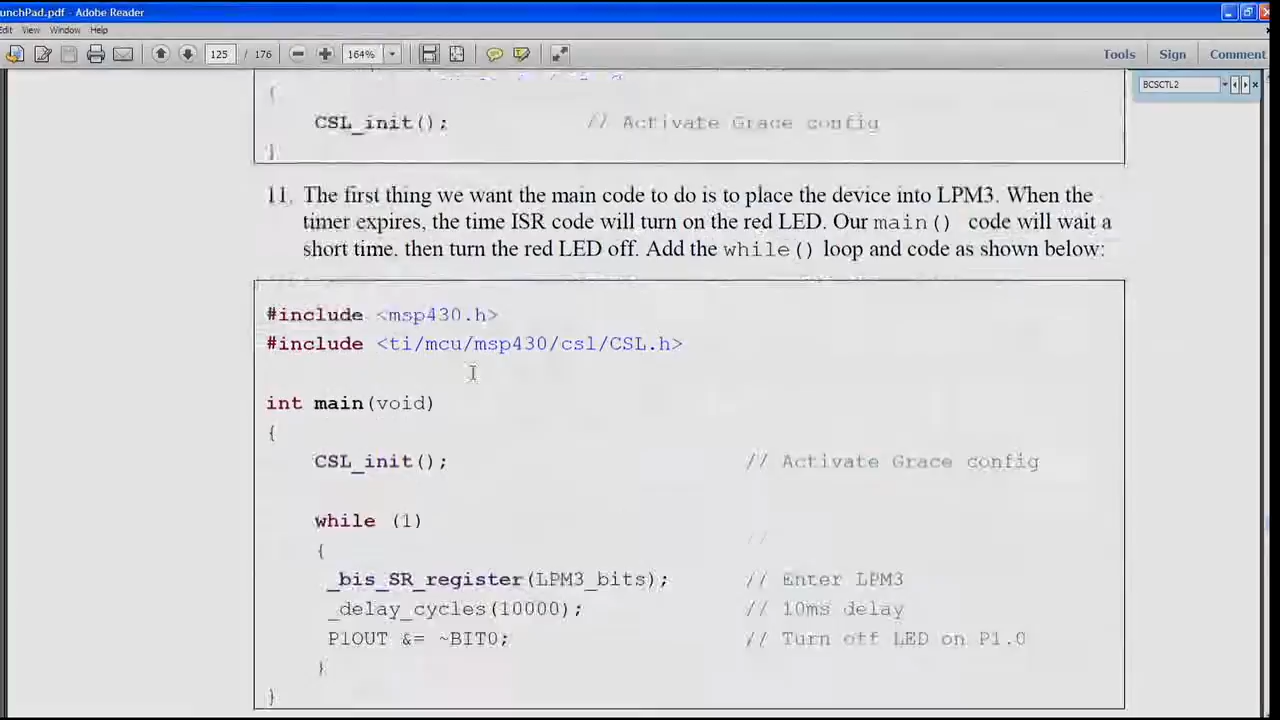 unchPad.pdf - Adobe Reader
Edit View Window Help
125 / 176 164% Tools Sign Comment
BCSCTL2
{
CSL_init(); // Activate Grace config
}
11. The first thing we want the main code to do is to place the device into LPM3. When the
timer expires, the time ISR code will turn on the red LED. Our main() code will wait a
short time, then turn the red LED off. Add the while() loop and code as shown below:
#include <msp430.h>
#include <ti/mcu/msp430/csl/CSL.h>
int main(void)
{
CSL_init(); // Activate Grace config
while (1)
{ //
_bis_SR_register(LPM3_bits); // Enter LPM3
_delay_cycles(10000); // 10ms delay
P1OUT &= ~BIT0; // Turn off LED on P1.0
}
}